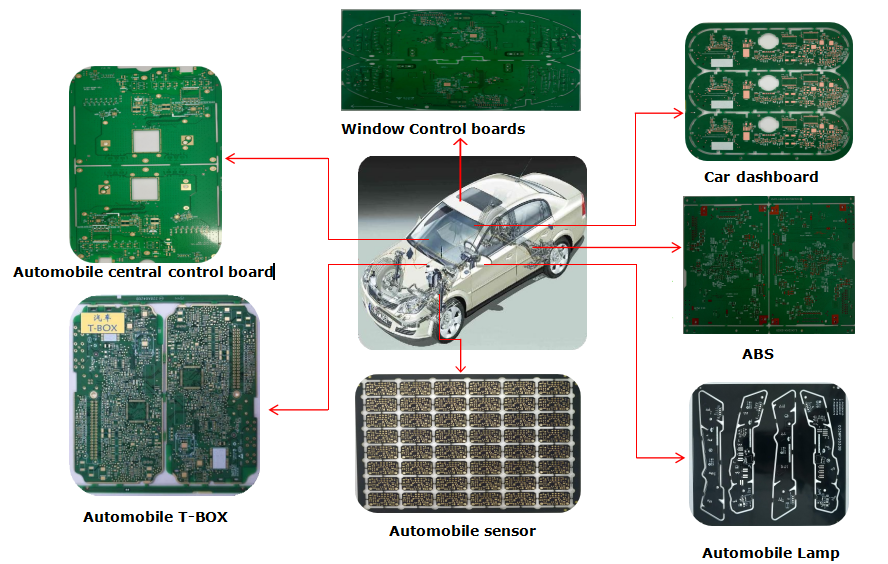 Window Control boards
Car dashboard
Automobile central control board
汽车
T-BOX
ABS
Automobile T-BOX
Automobile sensor
Automobile Lamp